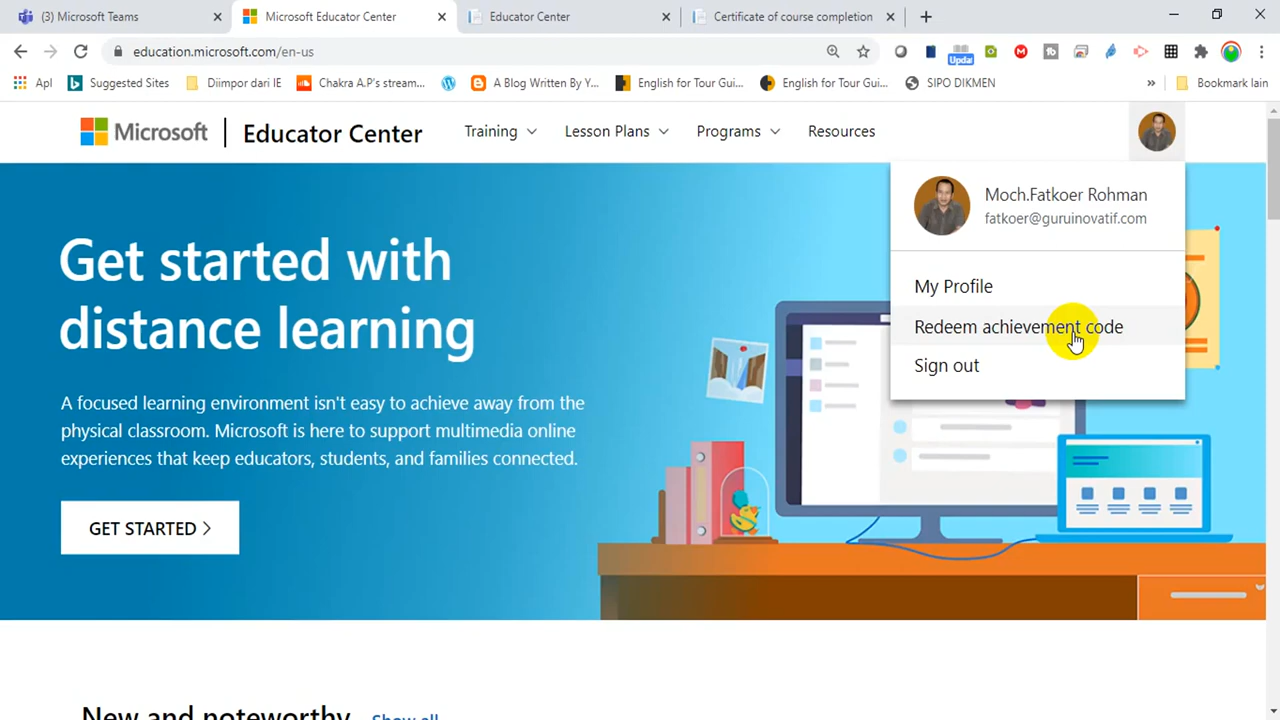 (3) Microsoft Teams
Microsoft Educator Center
Educator Center
Certificate of course completion
education.microsoft.com/en-us
Upda
Apl
Suggested Sites
Diimpor dari IE
Chakra A.P's stream...
A Blog Written By Y...
English for Tour Gui...
English for Tour Gui...
SIPO DIKMEN
Bookmark lain
Microsoft
Educator Center
Training
Lesson Plans
Programs
Resources
Moch.Fatkoer Rohman
fatkoer@guruinovatif.com
My Profile
Redeem achievement code
Sign out
Get started with
distance learning
A focused learning environment isn't easy to achieve away from the
physical classroom. Microsoft is here to support multimedia online
experiences that keep educators, students, and families connected.
GET STARTED
New and noteworthy Show all